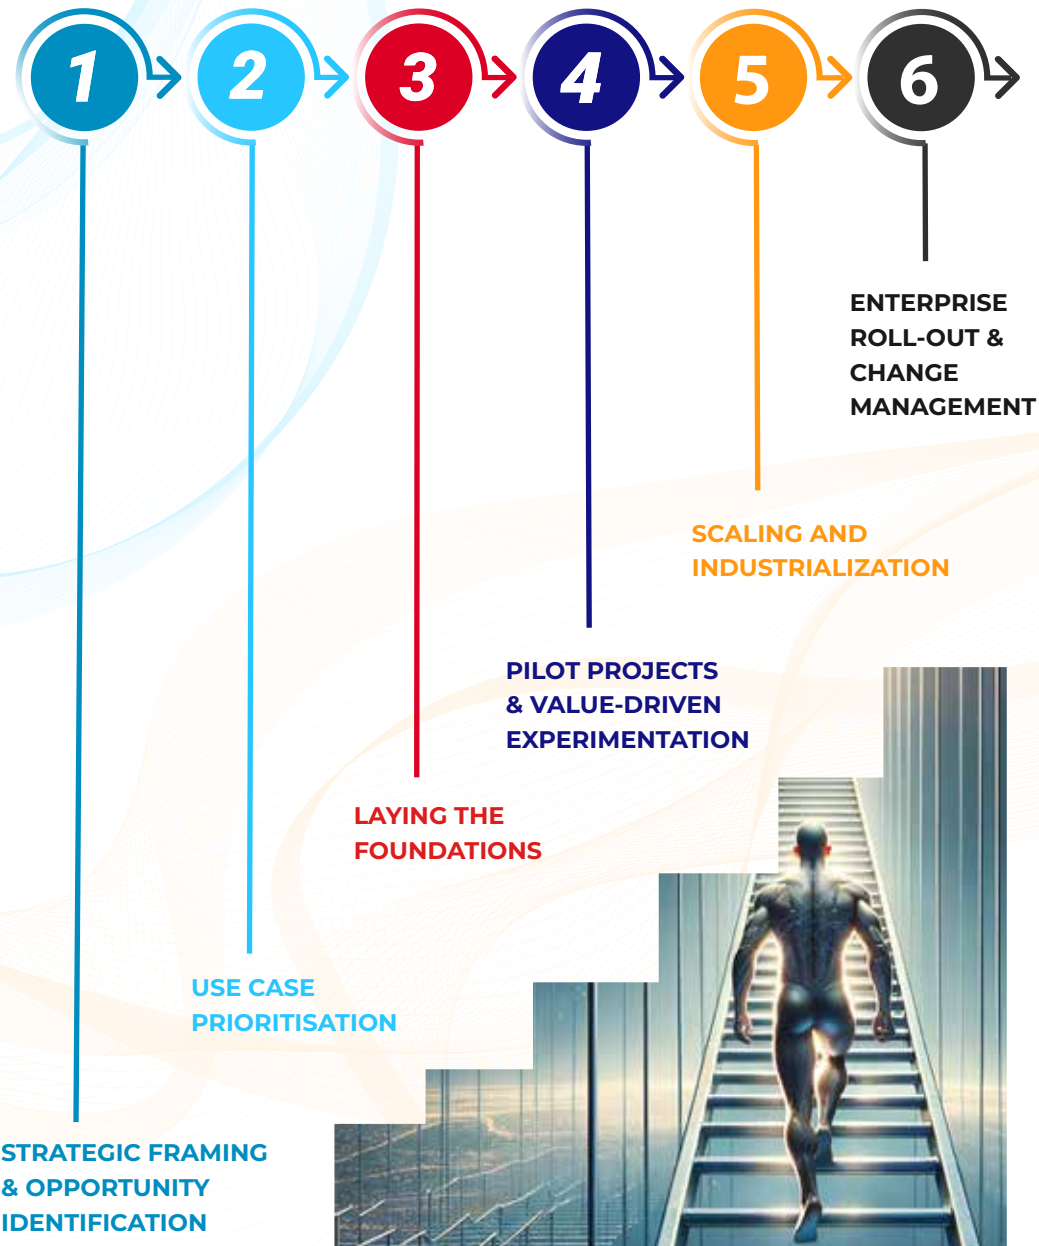 1 2 3 4 5 6
ENTERPRISE
ROLL-OUT &
CHANGE
MANAGEMENT
SCALING AND
INDUSTRIALIZATION
PILOT PROJECTS
& VALUE-DRIVEN
EXPERIMENTATION
LAYING THE
FOUNDATIONS
USE CASE
PRIORITISATION
STRATEGIC FRAMING
& OPPORTUNITY
IDENTIFICATION